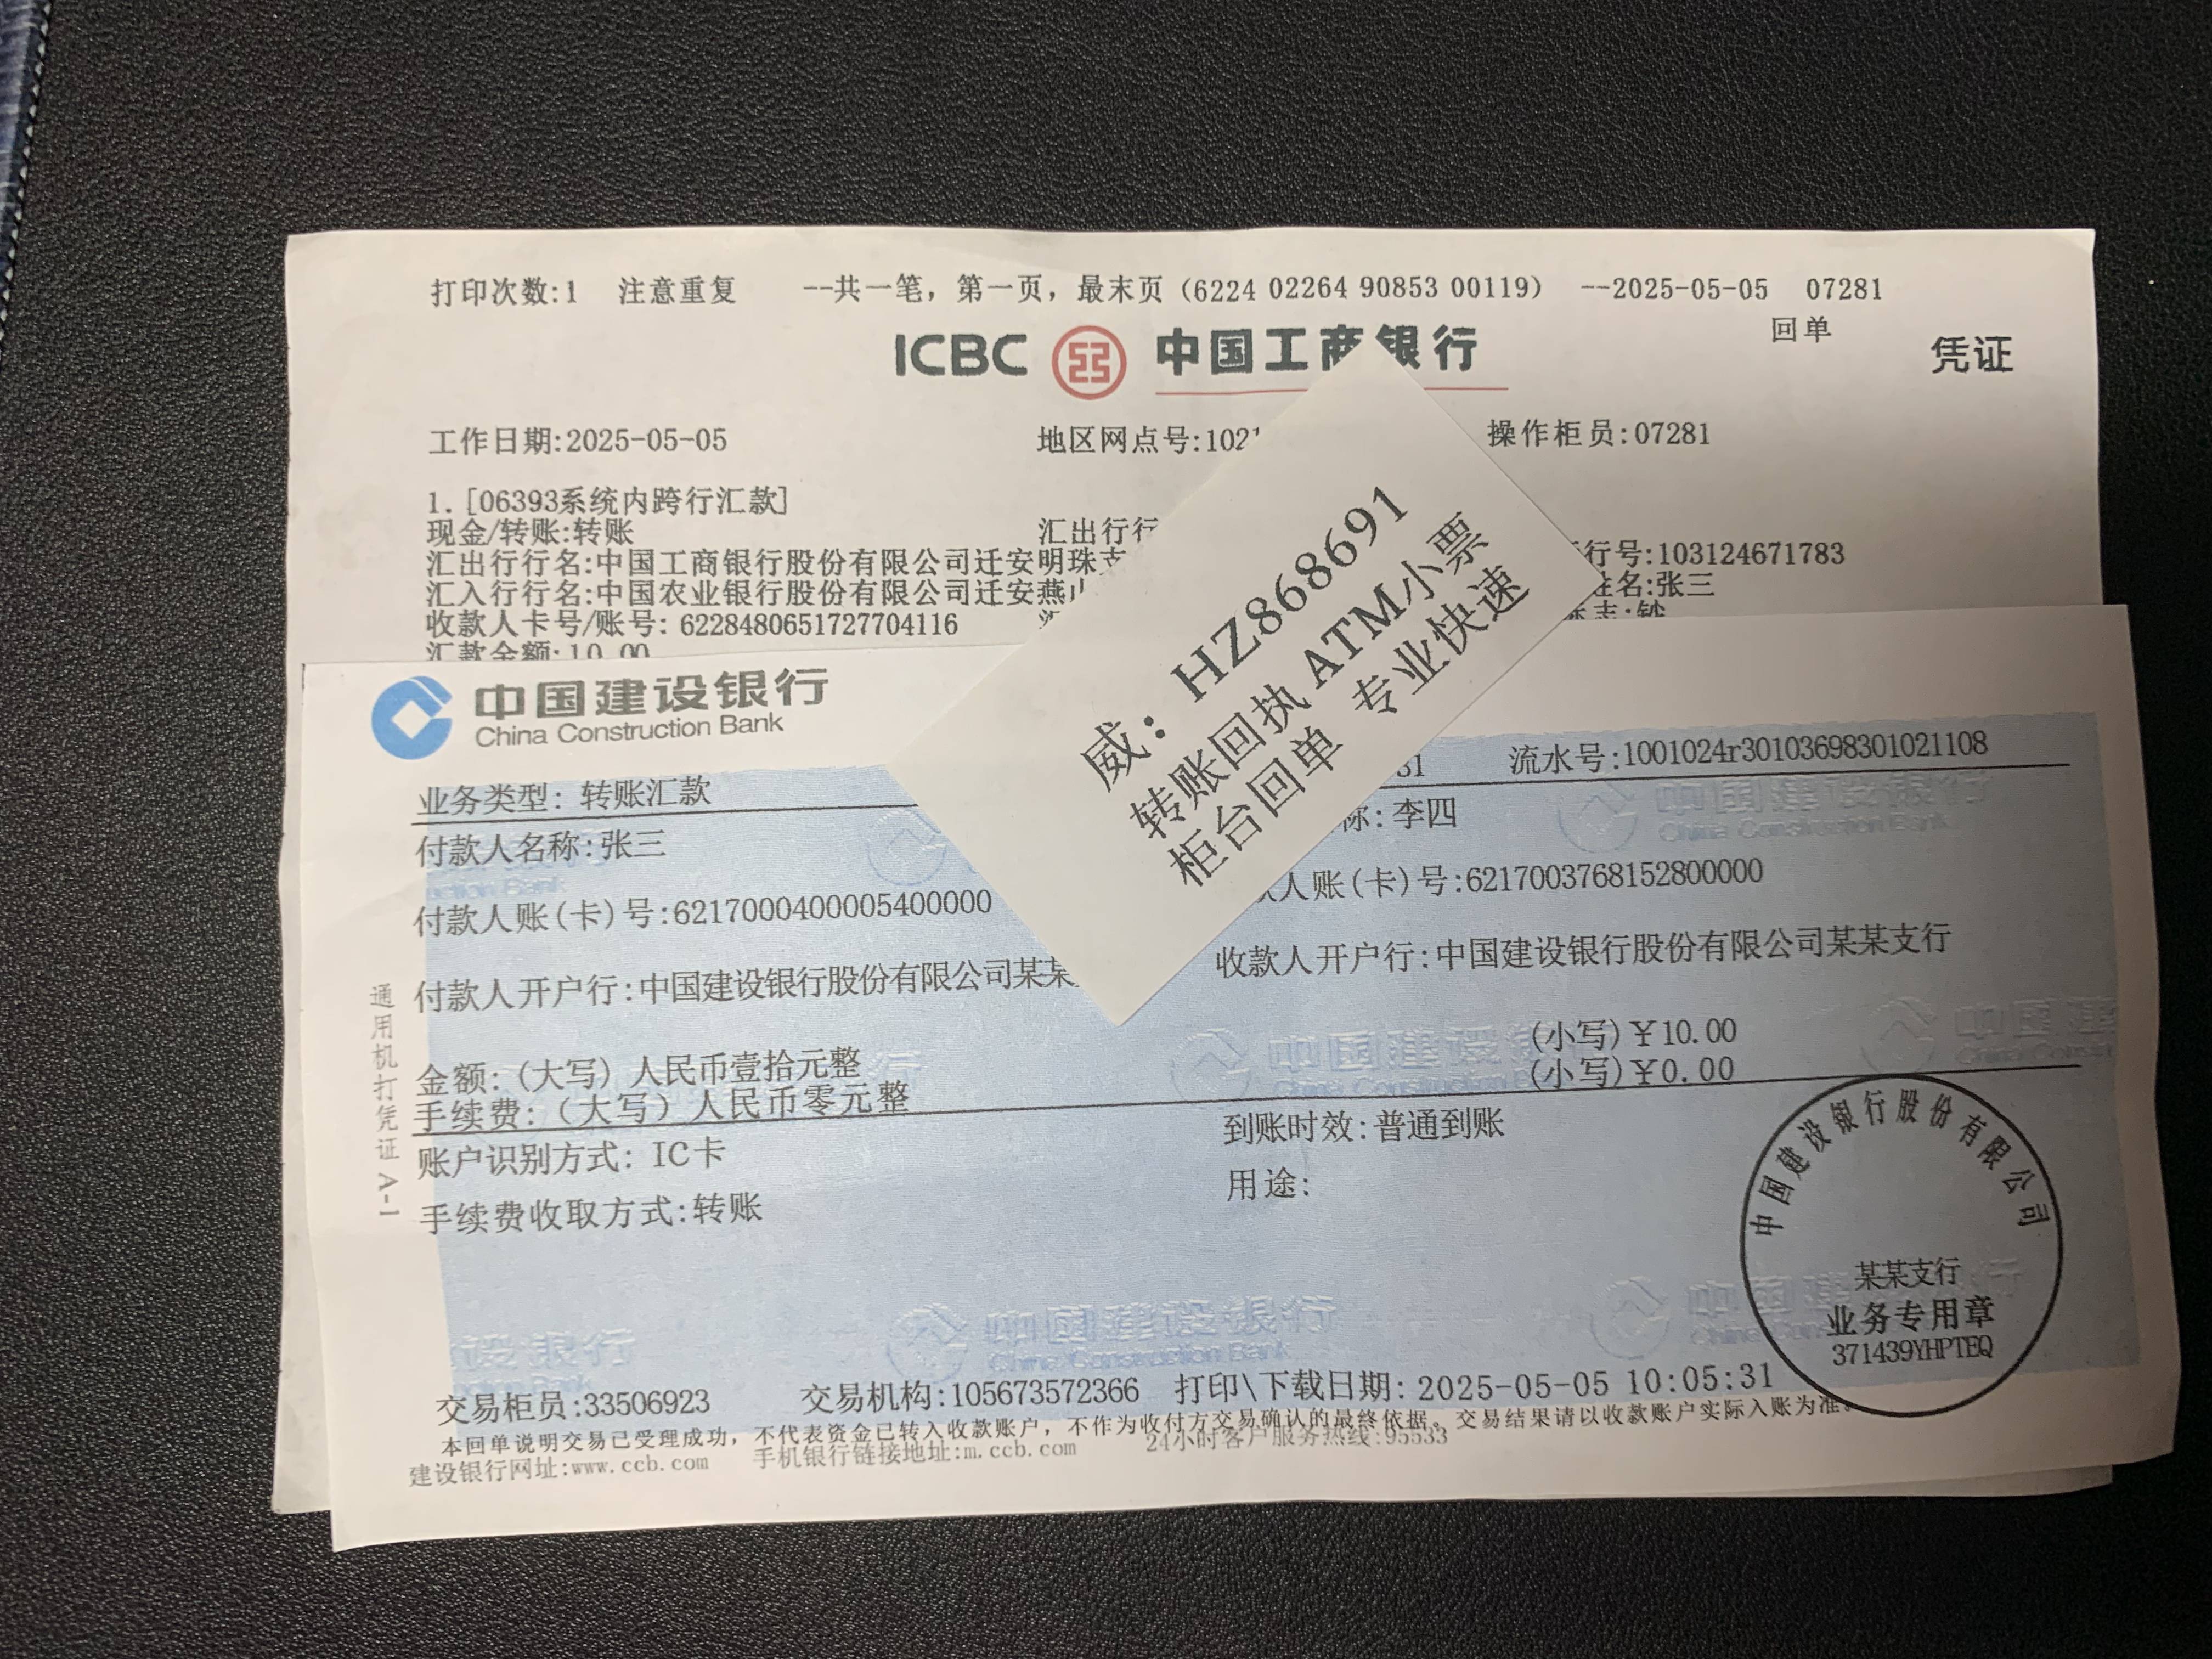 打印次数:1 注意重复 --共一笔，第一页，最末页（6224 02264 90853 00119） --2025-05-05 07281
回单
ICBC 中国工商银行
凭证
工作日期:2025-05-05 地区网点号:102 操作柜员:07281
1. [06393系统内跨行汇款]
现金/转账:转账 汇出行行
汇出行行名:中国工商银行股份有限公司迁安明珠支 行号:103124671783
汇入行行名:中国农业银行股份有限公司迁安燕山 姓名:张三
收款人卡号/账号: 6228480651727704116 标志:钞
汇款金额:10.00
威：HZ868691
转账回执 ATM小票
柜台回单 专业快速
中国建设银行
China Construction Bank
业务类型: 转账汇款 31 流水号:1001024r30103698301021108
付款人名称:张三 称:李四
付款人账(卡)号:6217000400005400000 人账(卡)号:6217003768152800000
付款人开户行:中国建设银行股份有限公司某某 收款人开户行:中国建设银行股份有限公司某某支行
金额:（大写）人民币壹拾元整 (小写)￥10.00
手续费:（大写）人民币零元整 (小写)￥0.00
账户识别方式: IC卡 到账时效:普通到账
手续费收取方式:转账 用途:
通用机打凭证 A-1
中国建设银行股份有限公司
某某支行
业务专用章
371439YHPTEQ
交易柜员:33506923 交易机构:105673572366 打印\下载日期: 2025-05-05 10:05:31
本回单说明交易已受理成功，不代表资金已转入收款账户，不作为收付方交易确认的最终依据。交易结果请以收款账户实际入账为准。
建设银行网址:www.ccb.com 手机银行链接地址:m.ccb.com 24小时客户服务热线:95533